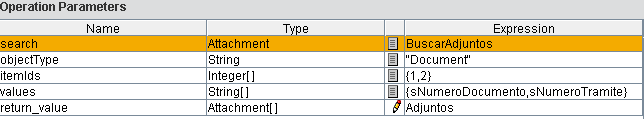 Operation Parameters
Name Type Expression
search Attachment BuscarAdjuntos
objectType String "Document"
itemIds Integer[] {1,2}
values String[] {sNumeroDocumento,sNumeroTramite}
return_value Attachment[] Adjuntos